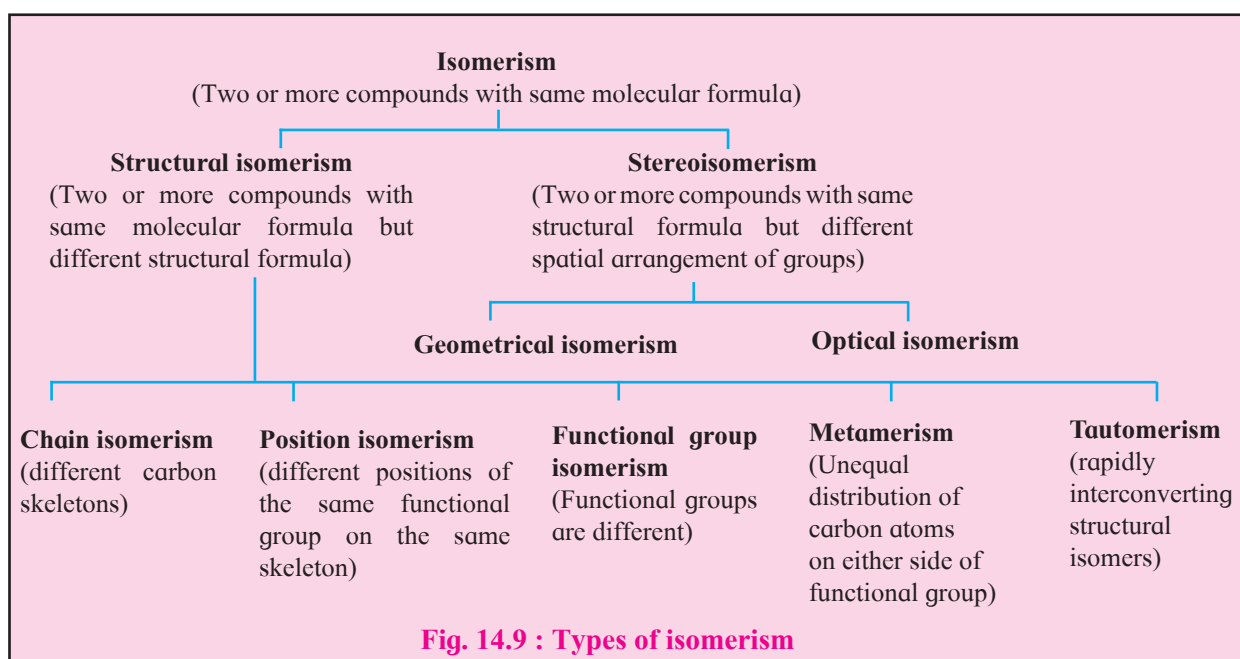 Isomerism
(Two or more compounds with same molecular formula)
Structural isomerism
(Two or more compounds with
same molecular formula but
different structural formula)
Stereoisomerism
(Two or more compounds with same
structural formula but different
spatial arrangement of groups)
Geometrical isomerism
Optical isomerism
Chain isomerism
(different carbon
skeletons)
Position isomerism
(different positions of
the same functional
group on the same
skeleton)
Functional group
isomerism
(Functional groups
are different)
Metamerism
(Unequal
distribution of
carbon atoms
on either side of
functional group)
Tautomerism
(rapidly
interconverting
structural
isomers)
Fig. 14.9 : Types of isomerism